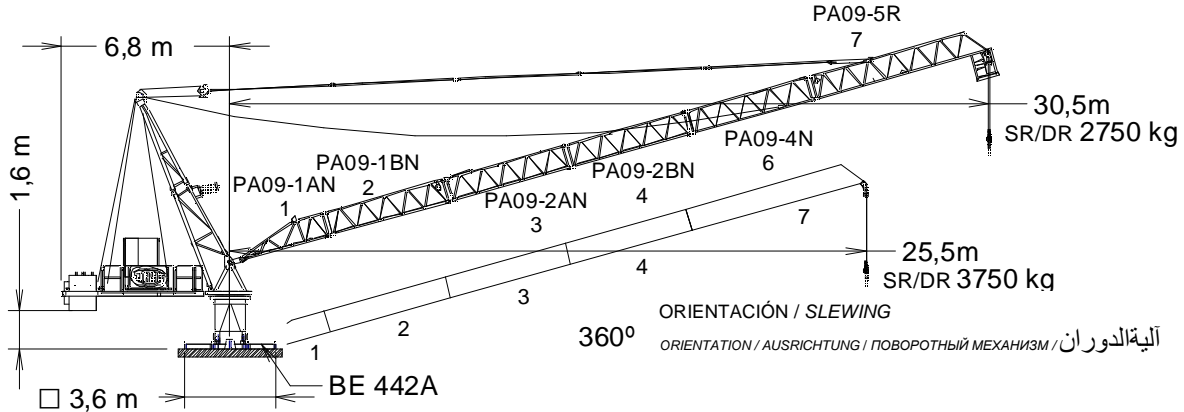 PA09-5R
7
6,8 m
30,5m
SR/DR 2750 kg
1,6 m
PA09-1AN
1
PA09-1BN
2
PA09-2AN
3
PA09-2BN
4
PA09-4N
6
7
4
3
2
1
25,5m
SR/DR 3750 kg
ORIENTACIÓN / SLEWING
360º
ORIENTATION / AUSRICHTUNG / ПОВОРОТНЫЙ МЕХАНИЗМ / آلية الدوران
BE 442A
□ 3,6 m